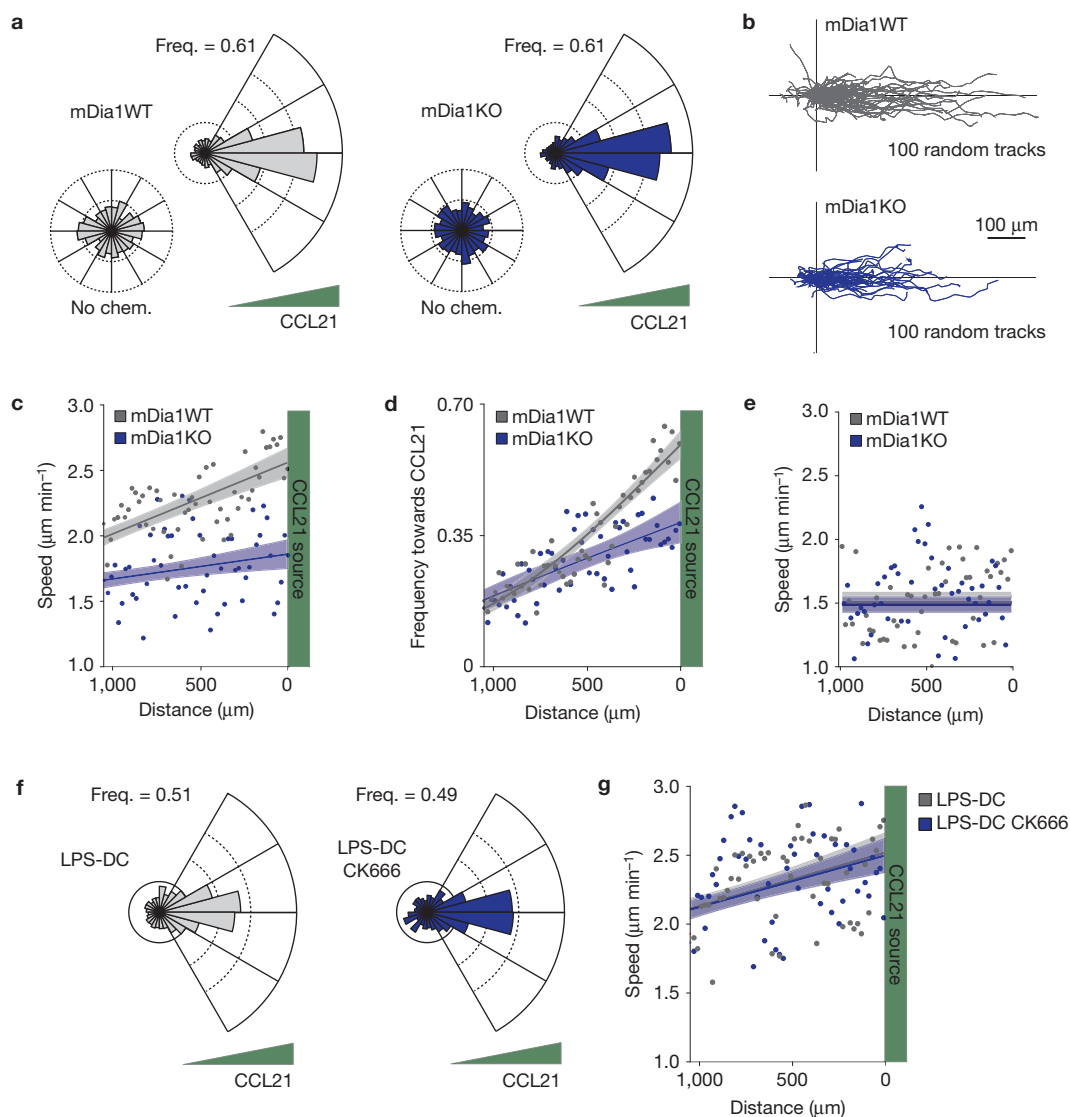 a
Freq. = 0.61
mDia1WT
No chem.
CCL21
Freq. = 0.61
mDia1KO
No chem.
CCL21
b
mDia1WT
100 random tracks
mDia1KO
100 μm
100 random tracks
c
mDia1WT
mDia1KO
3.0
2.5
2.0
1.5
1.0
Speed (μm min⁻¹)
1,000
500
0
Distance (μm)
CCL21 source
d
mDia1WT
mDia1KO
0.70
0.35
0
Frequency towards CCL21
1,000
500
0
Distance (μm)
CCL21 source
e
mDia1WT
mDia1KO
3.0
2.5
2.0
1.5
1.0
Speed (μm min⁻¹)
1,000
500
0
Distance (μm)
f
Freq. = 0.51
LPS-DC
CCL21
Freq. = 0.49
LPS-DC
CK666
CCL21
g
LPS-DC
LPS-DC CK666
3.0
2.5
2.0
1.5
1.0
Speed (μm min⁻¹)
1,000
500
0
Distance (μm)
CCL21 source